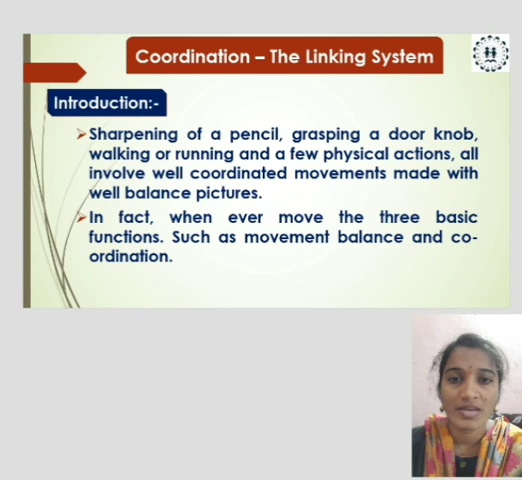 Coordination – The Linking System
Introduction:-
➢Sharpening of a pencil, grasping a door knob,
walking or running and a few physical actions, all
involve well coordinated movements made with
well balance pictures.
➢In fact, when ever move the three basic
functions. Such as movement balance and co-
ordination.